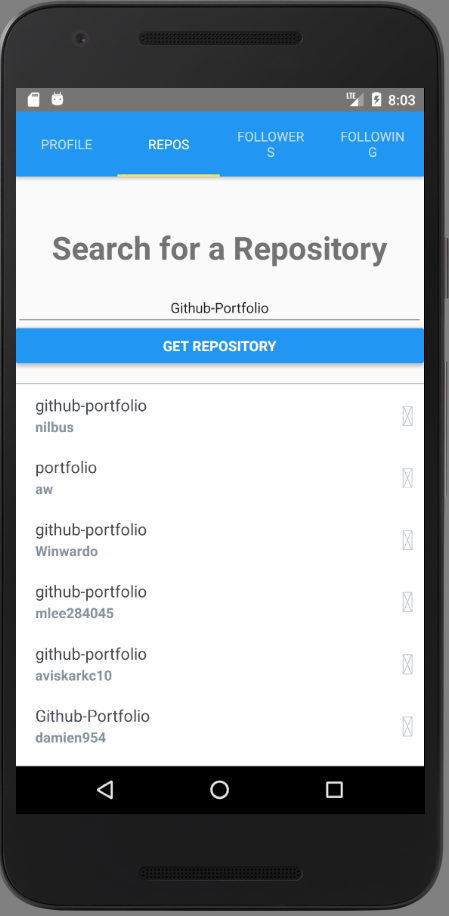 LTE 8:03
PROFILE
REPOS
FOLLOWER
S
FOLLOWIN
G
Search for a Repository
Github-Portfolio
GET REPOSITORY
github-portfolio
nilbus
portfolio
aw
github-portfolio
Winwardo
github-portfolio
mlee284045
github-portfolio
aviskarkc10
Github-Portfolio
damien954